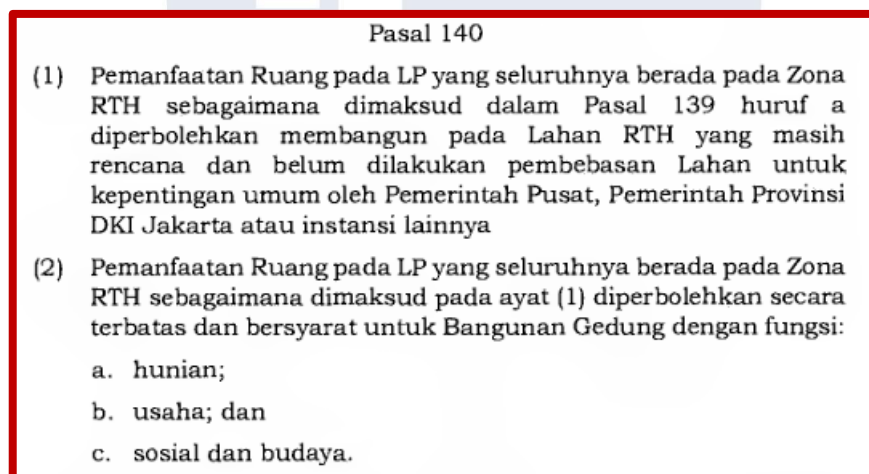 Pasal 140
(1) Pemanfaatan Ruang pada LP yang seluruhnya berada pada Zona
RTH sebagaimana dimaksud dalam Pasal 139 huruf a
diperbolehkan membangun pada Lahan RTH yang masih
rencana dan belum dilakukan pembebasan Lahan untuk
kepentingan umum oleh Pemerintah Pusat, Pemerintah Provinsi
DKI Jakarta atau instansi lainnya
(2) Pemanfaatan Ruang pada LP yang seluruhnya berada pada Zona
RTH sebagaimana dimaksud pada ayat (1) diperbolehkan secara
terbatas dan bersyarat untuk Bangunan Gedung dengan fungsi:
a. hunian;
b. usaha; dan
c. sosial dan budaya.